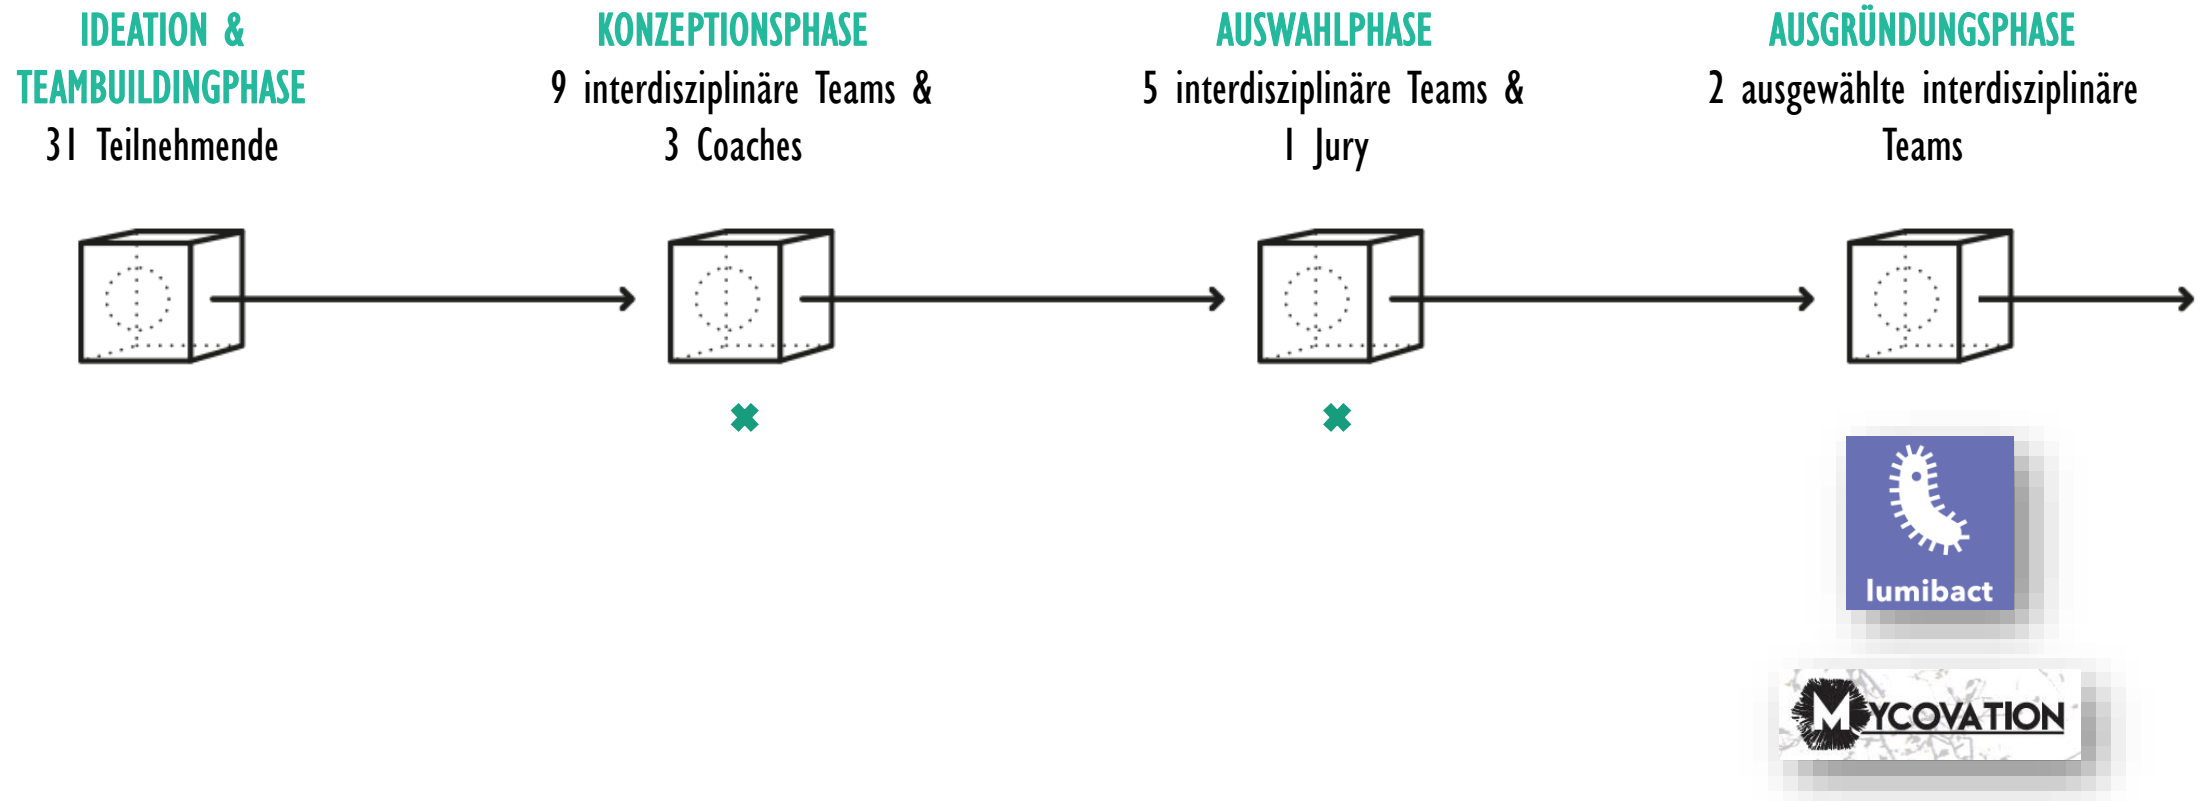 IDEATION &
TEAMBUILDINGPHASE
31 Teilnehmende
KONZEPTIONSPHASE
9 interdisziplinäre Teams &
3 Coaches
AUSWAHLPHASE
5 interdisziplinäre Teams &
1 Jury
AUSGRÜNDUNGSPHASE
2 ausgewählte interdisziplinäre
Teams
lumibact
MYCOVATION